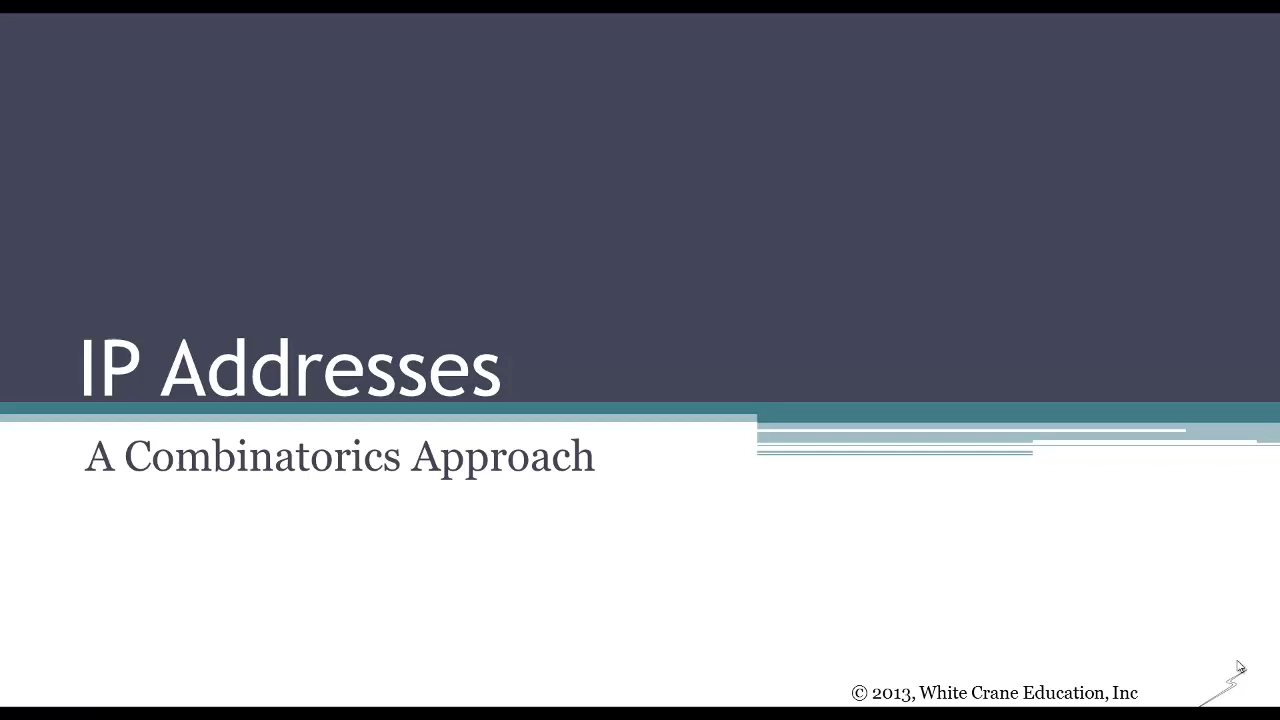 IP Addresses
A Combinatorics Approach
© 2013, White Crane Education, Inc